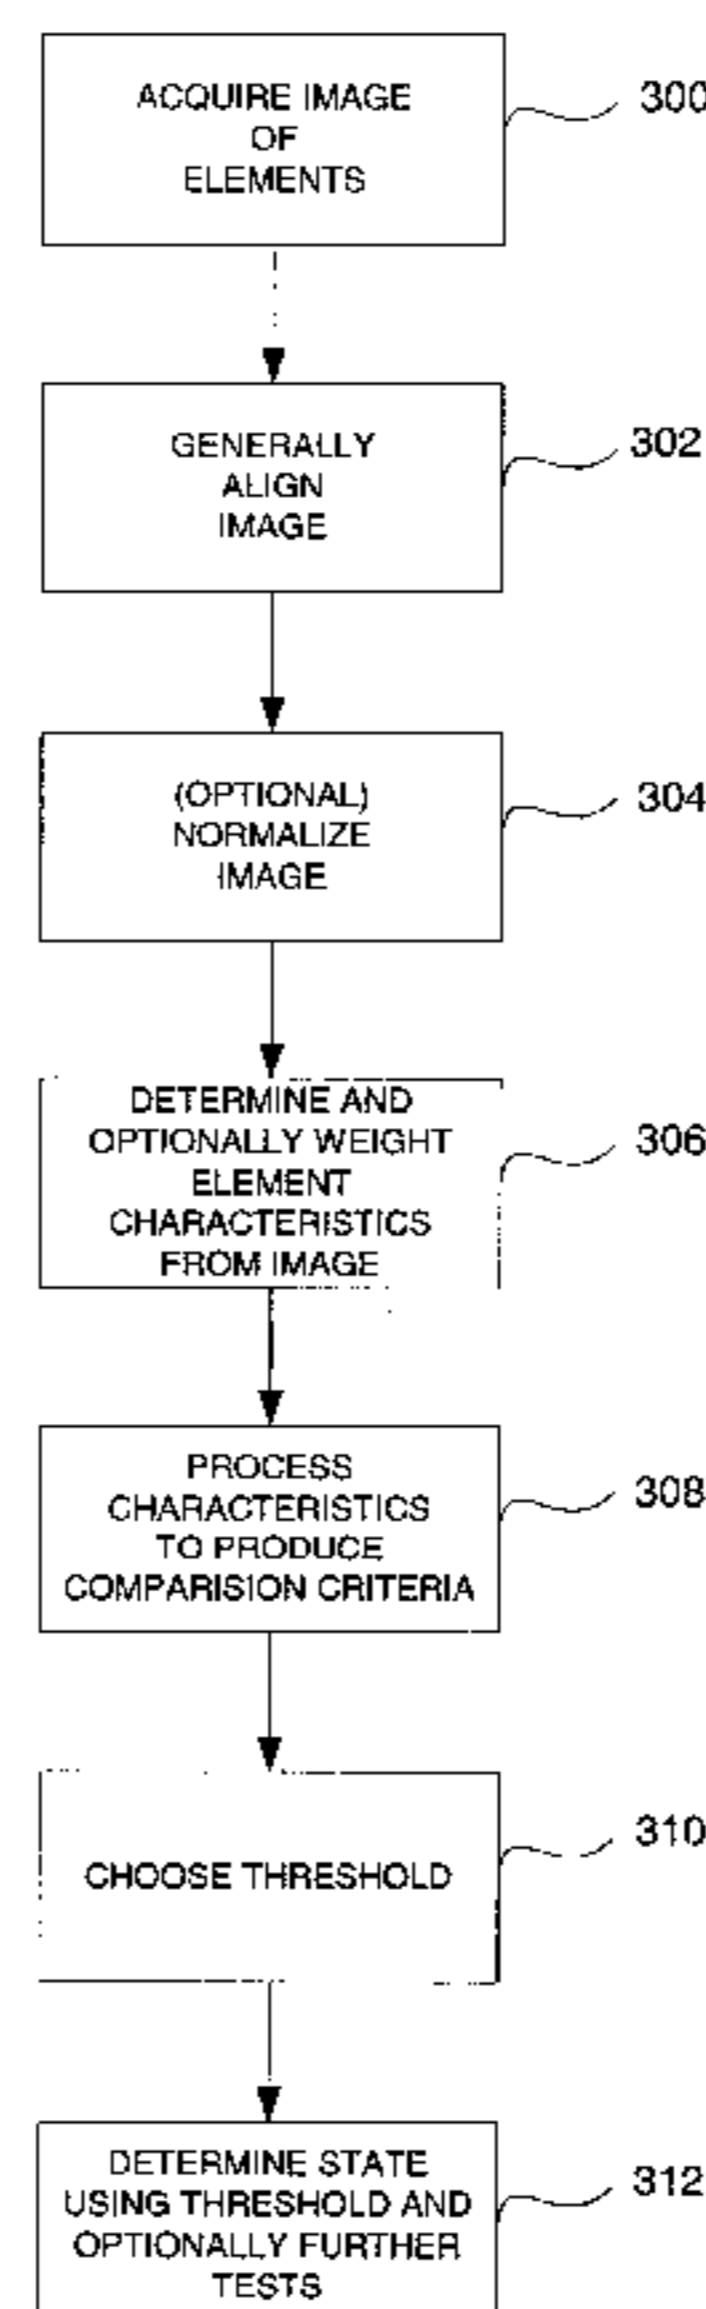 ACQUIRE IMAGE
OF
ELEMENTS
300
GENERALLY
ALIGN
IMAGE
302
(OPTIONAL)
NORMALIZE
IMAGE
304
DETERMINE AND
OPTIONALLY WEIGHT
ELEMENT
CHARACTERISTICS
FROM IMAGE
306
PROCESS
CHARACTERISTICS
TO PRODUCE
COMPARISION CRITERIA
308
CHOOSE THRESHOLD
310
DETERMINE STATE
USING THRESHOLD AND
OPTIONALLY FURTHER
TESTS
312